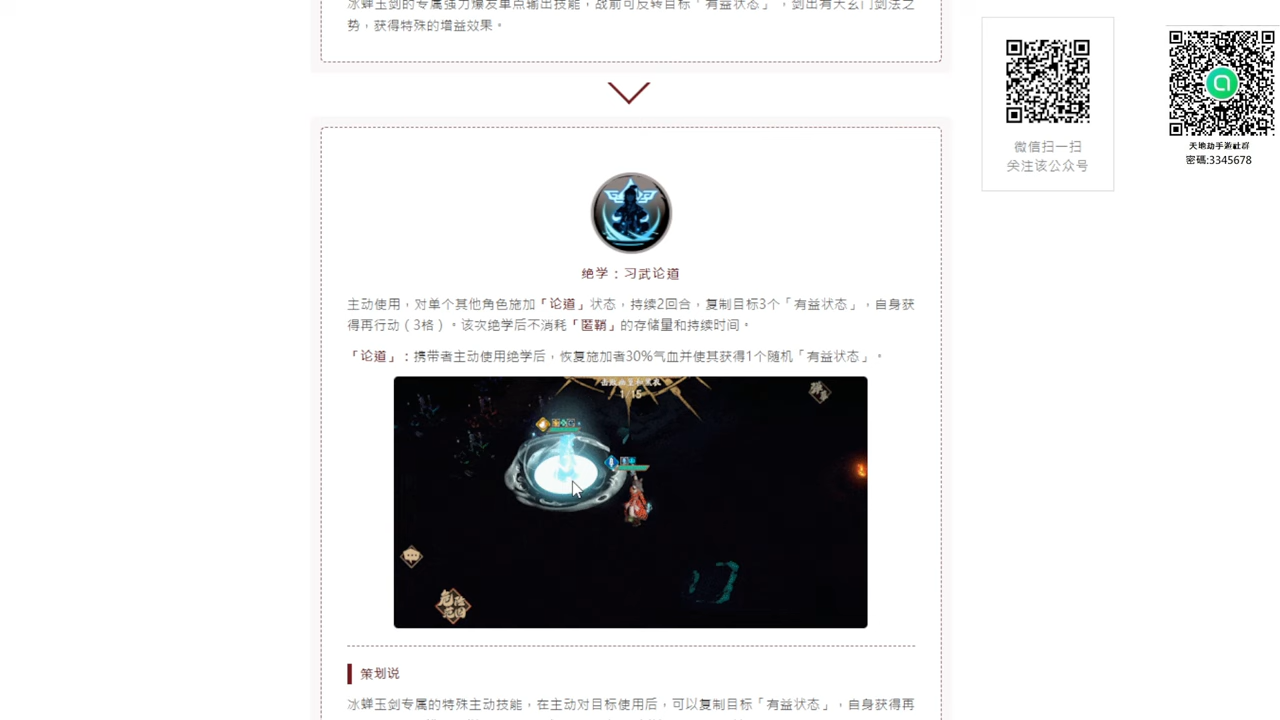 冰蝉玉剑的专属强力爆发单点输出技能，战前可反转目标「有益状态」，剑出有天玄门剑法之
势，获得特殊的增益效果。
微信扫一扫
关注该公众号
天地劫手游社群
密碼:3345678
绝学：习武论道
主动使用，对单个其他角色施加「论道」状态，持续2回合，复制目标3个「有益状态」，自身获
得再行动（3格）。该次绝学后不消耗「匿鞘」的存储量和持续时间。
「论道」：携带者主动使用绝学后，恢复施加者30%气血并使其获得1个随机「有益状态」。
1/15
危险范围
策划说
冰蝉玉剑专属的特殊主动技能，在主动对目标使用后，可以复制目标「有益状态」，自身获得再